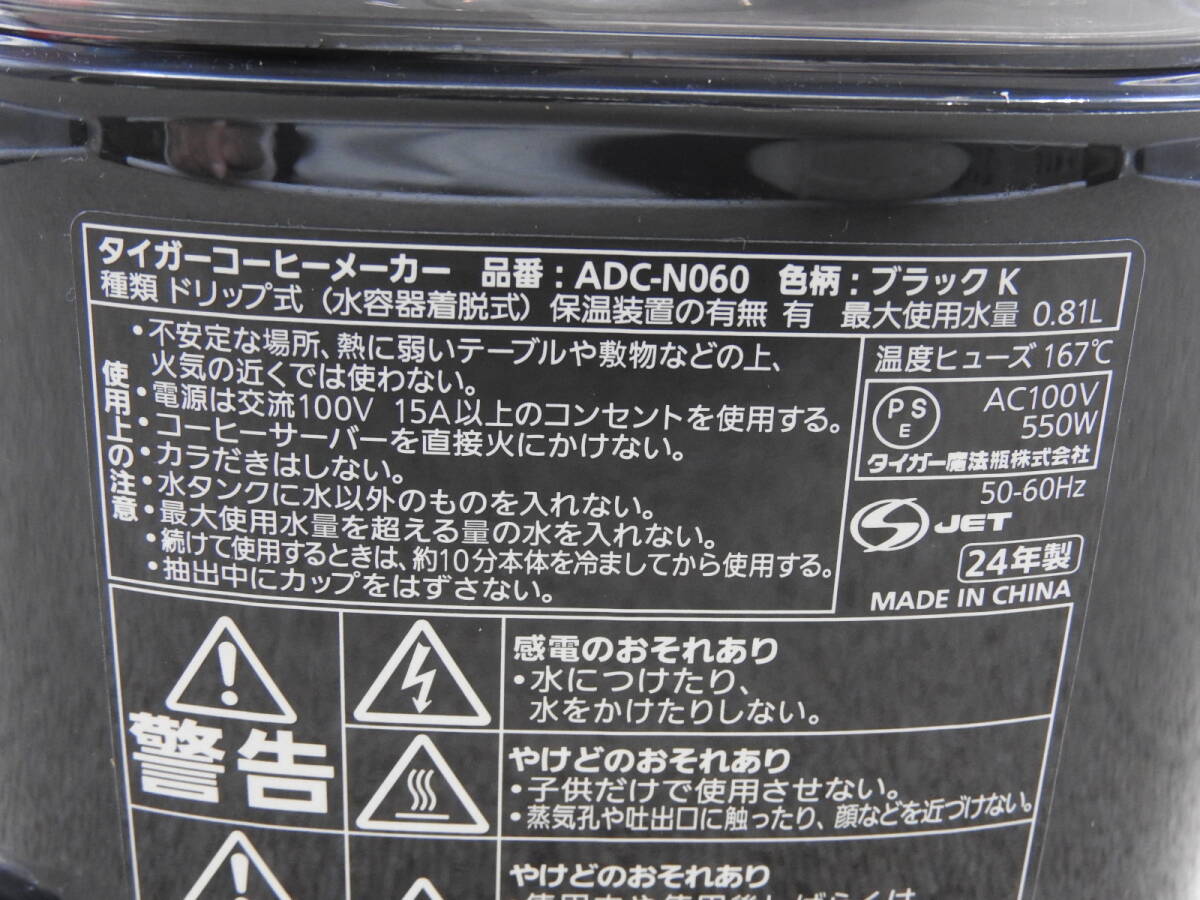 タイガーコーヒーメーカー 品番：ADC-N060 色柄：ブラック K
種類 ドリップ式（水容器着脱式）保温装置の有無 有 最大使用水量 0.81L
使用上の注意
・不安定な場所、熱に弱いテーブルや敷物などの上、
火気の近くでは使わない。
・電源は交流100V 15A以上のコンセントを使用する。
・コーヒーサーバーを直接火にかけない。
・カラだきはしない。
・水タンクに水以外のものを入れない。
・最大使用水量を超える量の水を入れない。
・続けて使用するときは、約10分本体を冷ましてから使用する。
・抽出中にカップをはずさない。
温度ヒューズ 167℃
PSE
AC100V
550W
タイガー魔法瓶株式会社
50-60Hz
JET
24年製
MADE IN CHINA
警告
感電のおそれあり
・水につけたり、
水をかけたりしない。
やけどのおそれあり
・子供だけで使用させない。
・蒸気孔や吐出口に触ったり、顔などを近づけない。
やけどのおそれあり
・使用中や使用後しばらくは